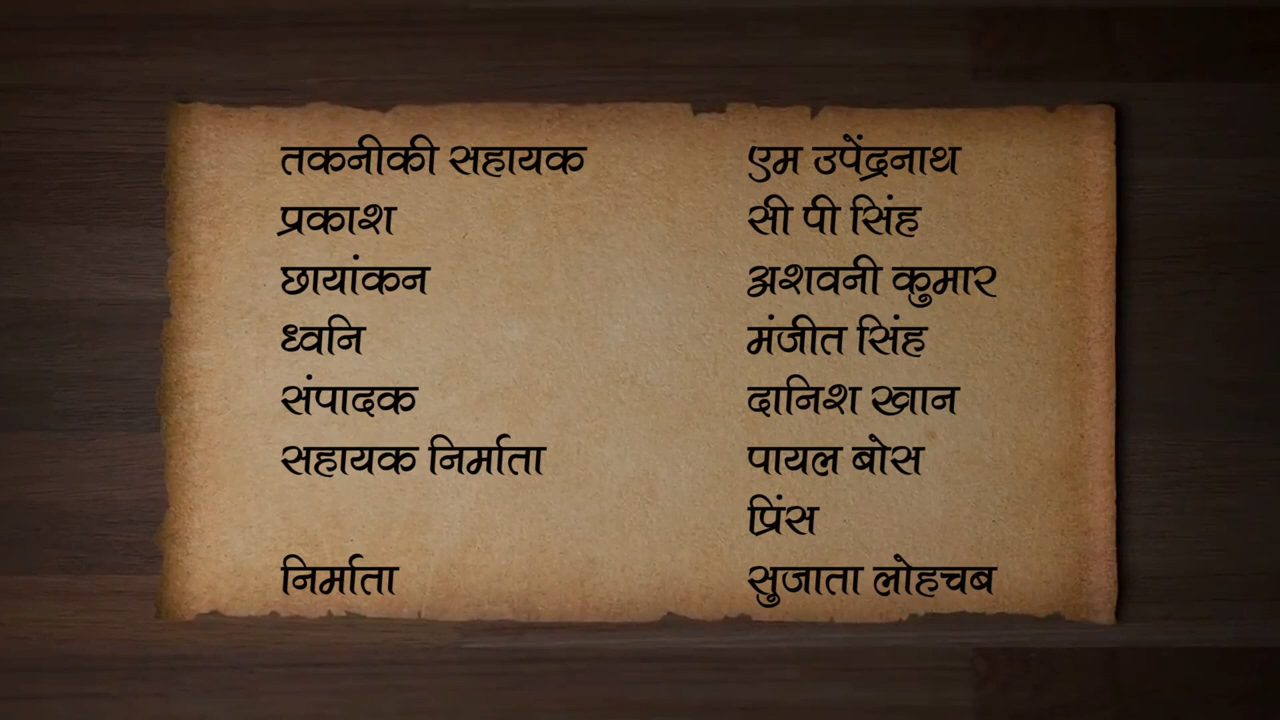 तकनीकी सहायक एम उपेंद्रनाथ
प्रकाश सी पी सिंह
छायांकन अशवनी कुमार
ध्वनि मंजीत सिंह
संपादक दानिश खान
सहायक निर्माता पायल बोस
प्रिंस
निर्माता सुजाता लोहचब